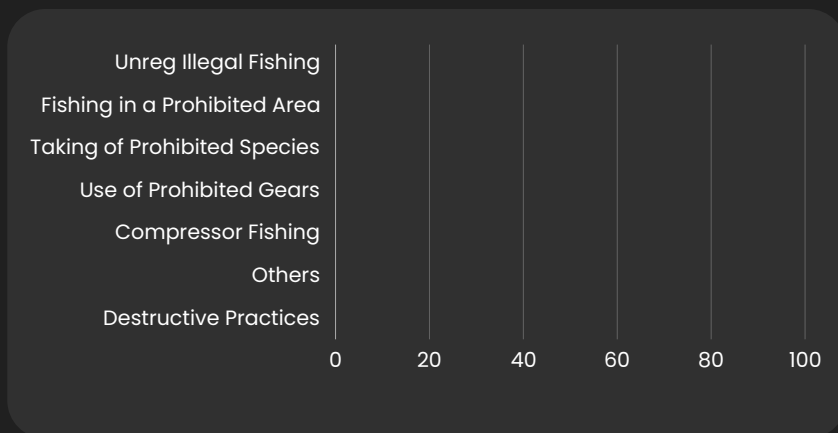 Unreg Illegal Fishing
Fishing in a Prohibited Area
Taking of Prohibited Species
Use of Prohibited Gears
Compressor Fishing
Others
Destructive Practices
0 20 40 60 80 100